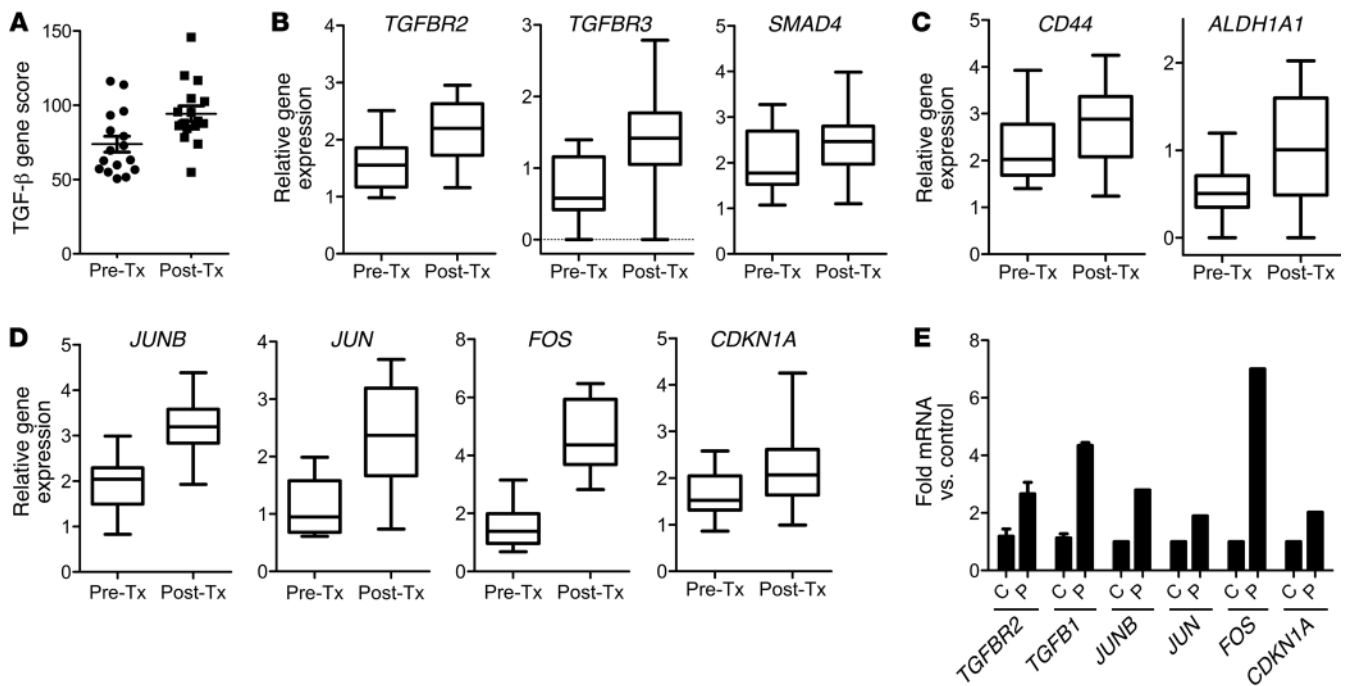 A
TGF-β gene score
150
100
50
0
Pre-Tx Post-Tx
B
Relative gene
expression
TGFBR2
4
3
2
1
0
Pre-Tx Post-Tx
TGFBR3
3
2
1
0
Pre-Tx Post-Tx
SMAD4
5
4
3
2
1
0
Pre-Tx Post-Tx
C
Relative gene
expression
CD44
5
4
3
2
1
0
Pre-Tx Post-Tx
ALDH1A1
2
1
0
Pre-Tx Post-Tx
D
Relative gene
expression
JUNB
5
4
3
2
1
0
Pre-Tx Post-Tx
JUN
4
3
2
1
0
Pre-Tx Post-Tx
FOS
8
6
4
2
0
Pre-Tx Post-Tx
CDKN1A
5
4
3
2
1
0
Pre-Tx Post-Tx
E
Fold mRNA
vs. control
8
6
4
2
0
C P C P C P C P C P C P
TGFBR2 TGFB1 JUNB JUN FOS CDKN1A